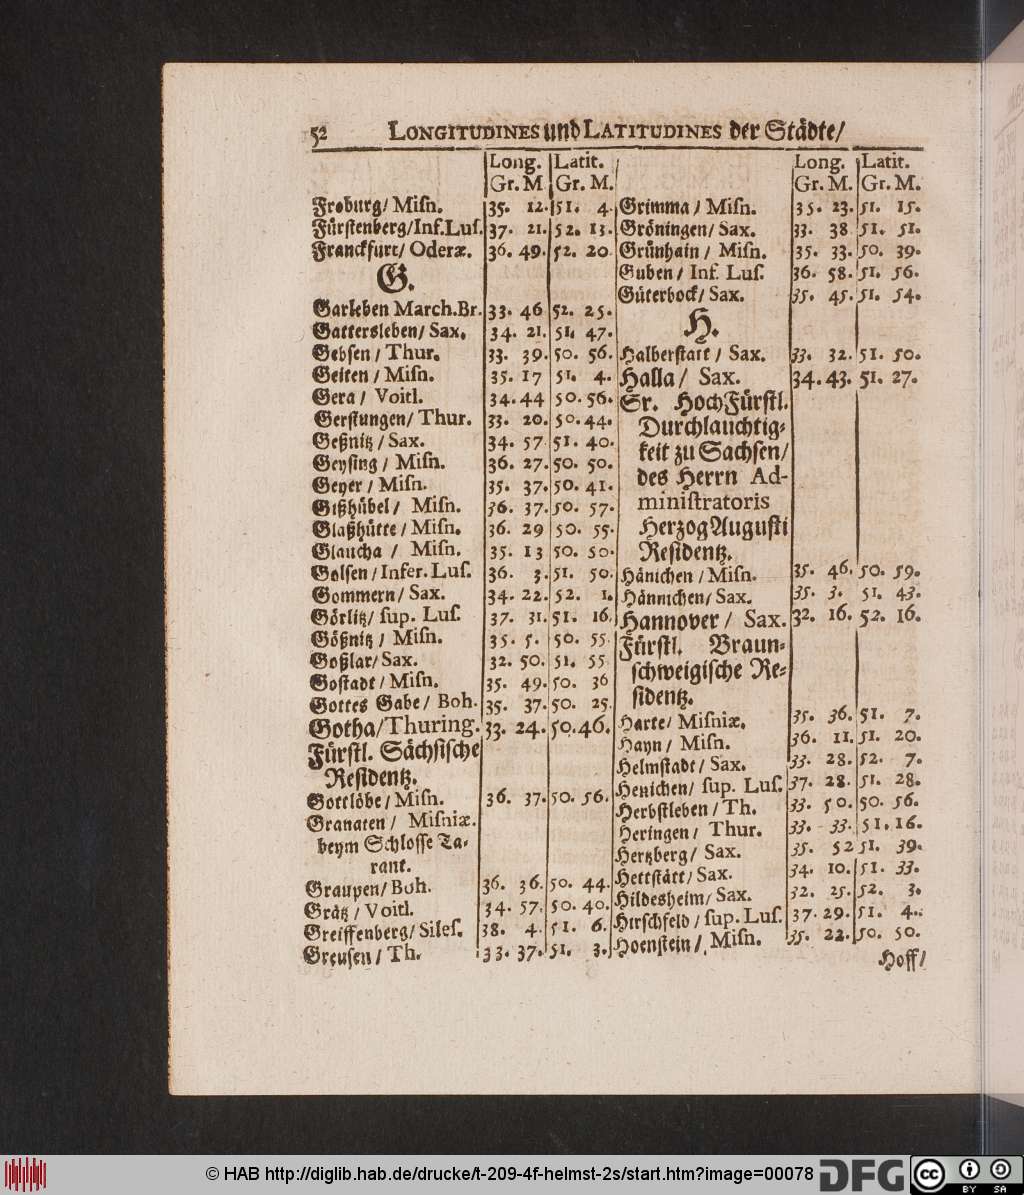 52 LONGITUDINES und LATITUDINES der Städte/
Long. Latit.
Gr. M. Gr. M.
Froburg/ Miſn. 35. 12. 51. 4.
Fürſtenberg/Inf.Luſ. 37. 21. 52. 13.
Franckfurt/ Oderæ. 36. 49. 52. 20
G.
Garleben March.Br. 33. 46 52. 25.
Gattersleben/ Sax. 34. 21. 51. 47.
Gebſen / Thur. 33. 39. 50. 56.
Geiten / Miſn. 35. 17 51. 4.
Gera / Voitl. 34. 44 50. 56.
Gerſtungen/ Thur. 33. 20. 50. 44.
Geßnitz / Sax. 34. 57 51. 40.
Geyſing / Miſn. 36. 27. 50. 50.
Geyer / Miſn. 35. 37. 50. 41.
Gißhübel / Miſn. 36. 37. 50. 57.
Glaßhütte / Miſn. 36. 29 50. 55.
Glaucha / Miſn. 35. 13 50. 50.
Golſen / Infer. Luſ. 36. 3. 51. 50.
Gommern / Sax. 34. 22. 52. 1.
Görlitz/ ſup. Luſ. 37. 31. 51. 16
Gößnitz / Miſn. 35. 5. 50. 55
Goßlar/ Sax. 32. 50. 51. 55
Goſtadt / Miſn. 35. 49. 50. 36
Gottes Gabe / Boh. 35. 37. 50. 25
Gotha/Thuring. 33. 24. 50. 46.
Fürſtl. Sächſiſche
Reſidentz.
Gottlöbe / Miſn. 36. 37. 50. 56.
Granaten / Miſniæ.
beym Schloſſe Ta-
rant.
Graupen/ Boh. 36. 36. 50. 44.
Grätz / Voitl. 34. 57. 50. 40.
Greiffenberg/ Sileſ. 38. 4. 51. 6.
Greuſen / Th. 33. 37. 51. 3.
Long. Latit.
Gr. M. Gr. M.
Grimma / Miſn. 35. 23. 51. 15.
Gröningen/ Sax. 33. 38 51. 51.
Grünhain / Miſn. 35. 33. 50. 39.
Guben / Inf. Luſ. 36. 58. 51. 56.
Güterbock/ Sax. 35. 45. 51. 54.
H.
Halberſtatt / Sax. 33. 32. 51. 50.
Halla / Sax. 34. 43. 51. 27.
Sr. HochFürſtl.
Durchlauchtig-
keit zu Sachſen/
des Herrn Ad-
miniſtratoris
Herzog Auguſti
Reſidentz.
Hänichen / Miſn. 35. 46. 50. 59.
Hännichen/ Sax. 35. 3. 51. 43.
Hannover / Sax. 32. 16. 52. 16.
Fürſtl. Braun-
ſchweigiſche Re-
ſidentz.
Harte/ Miſniæ. 35. 36. 51. 7.
Hayn / Miſn. 36. 11. 51. 20.
Helmſtadt / Sax. 33. 28. 52. 7.
Henichen/ ſup. Luſ. 37. 28. 51. 28.
Herbſtleben / Th. 33. 50. 50. 56.
Heringen / Thur. 33. 33. 51. 16.
Hertzberg / Sax. 35. 52 51. 39.
Hettſtätt / Sax. 34. 10. 51. 33.
Hildesheim/ Sax. 32. 25. 52. 3.
Hirſchfeld / ſup. Luſ. 37. 29. 51. 4.
Hoenſtein / Miſn. 35. 22. 50. 50.
Hoff/
© HAB http://diglib.hab.de/drucke/t-209-4f-helmst-2s/start.htm?image=00078 DFG cc BY SA